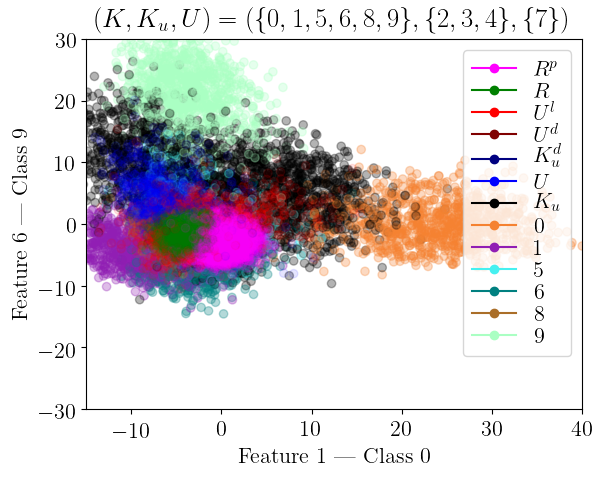 (K, K_u, U) = ({0, 1, 5, 6, 8, 9}, {2, 3, 4}, {7})
30
20
10
0
−10
−20
−30
Feature 6 — Class 9
−10
0
10
20
30
40
Feature 1 — Class 0
R^p
R
U^l
U^d
K_u^d
U
K_u
0
1
5
6
8
9